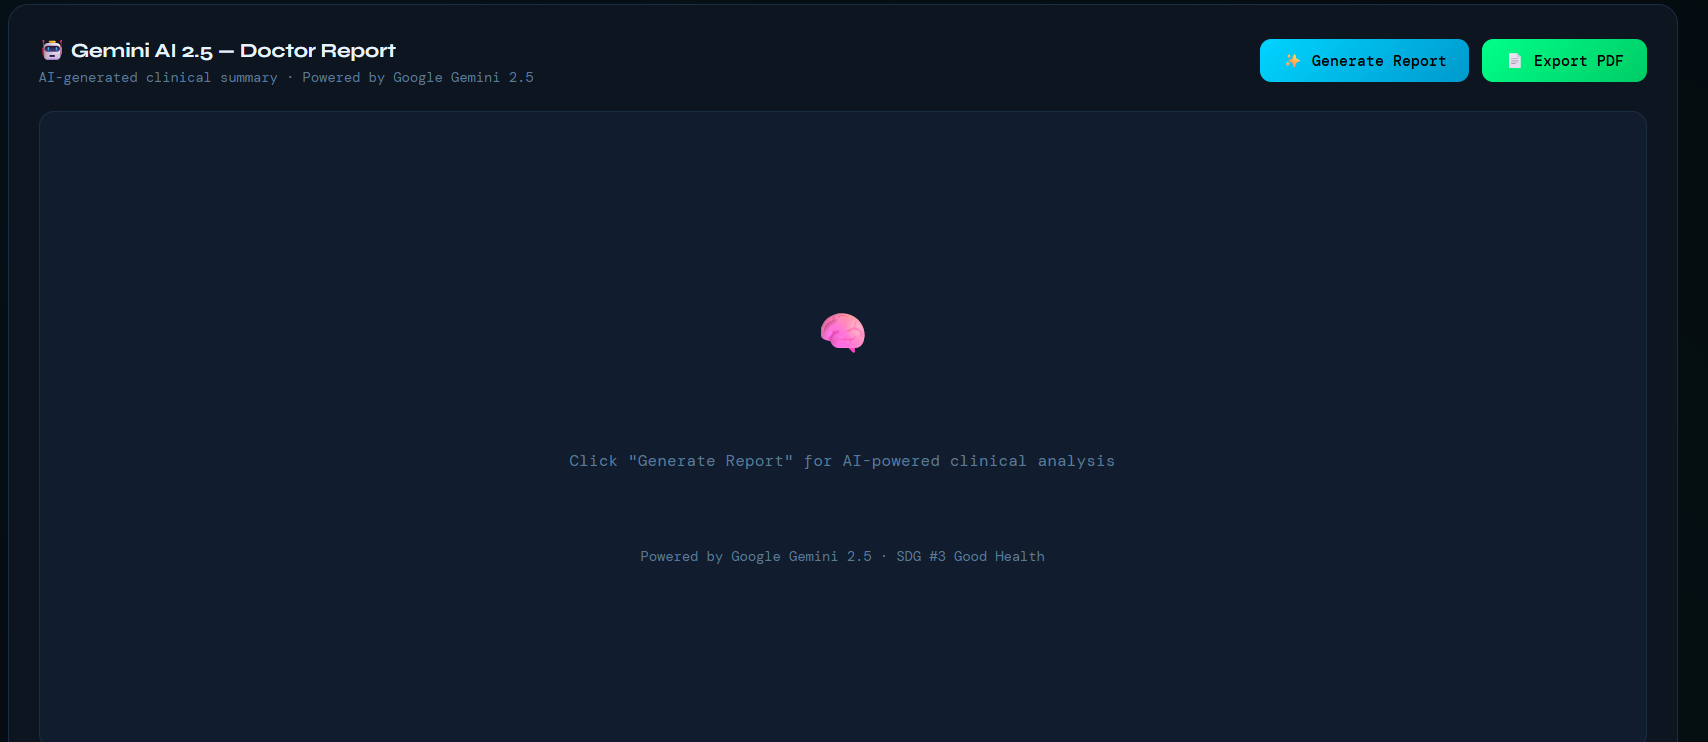 Gemini AI 2.5 — Doctor Report
AI-generated clinical summary · Powered by Google Gemini 2.5
Generate Report
Export PDF
Click "Generate Report" for AI-powered clinical analysis
Powered by Google Gemini 2.5 · SDG #3 Good Health